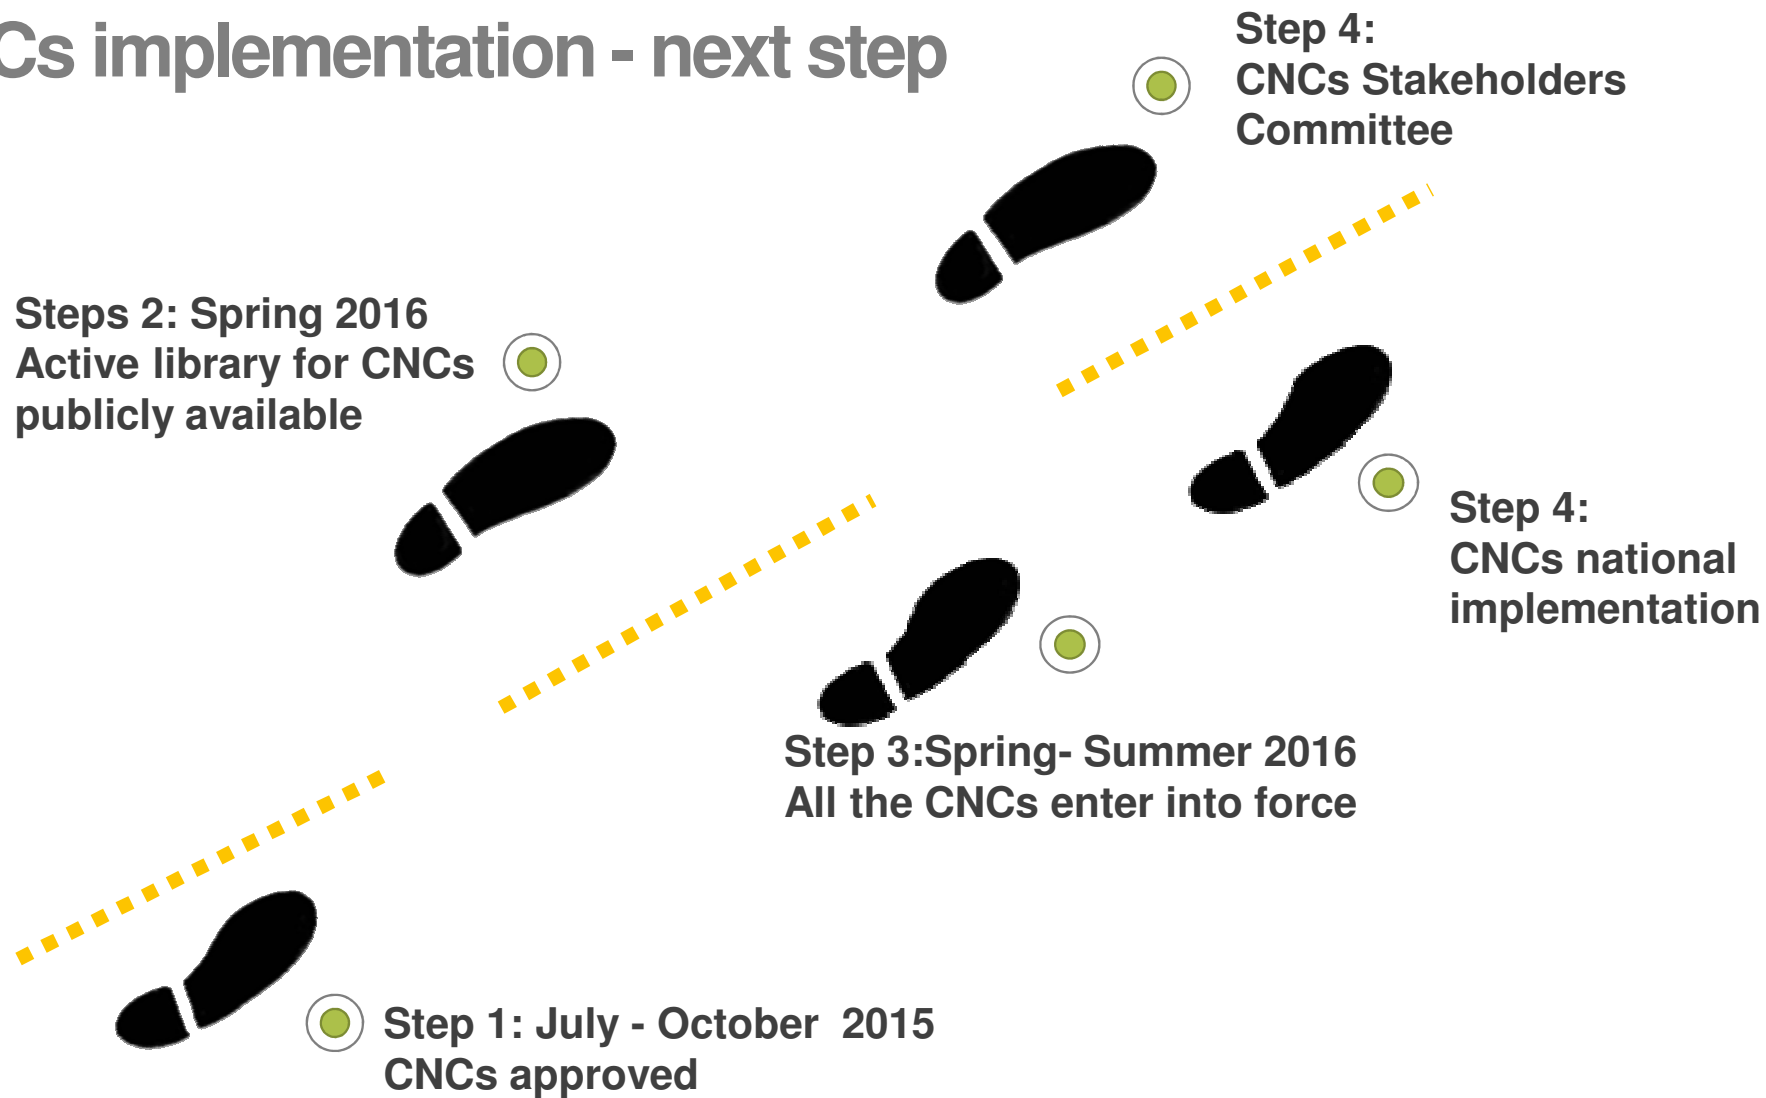 Cs implementation - next step
Step 4:
CNCs Stakeholders
Committee
Steps 2: Spring 2016
Active library for CNCs
publicly available
Step 4:
CNCs national
implementation
Step 3:Spring- Summer 2016
All the CNCs enter into force
Step 1: July - October 2015
CNCs approved